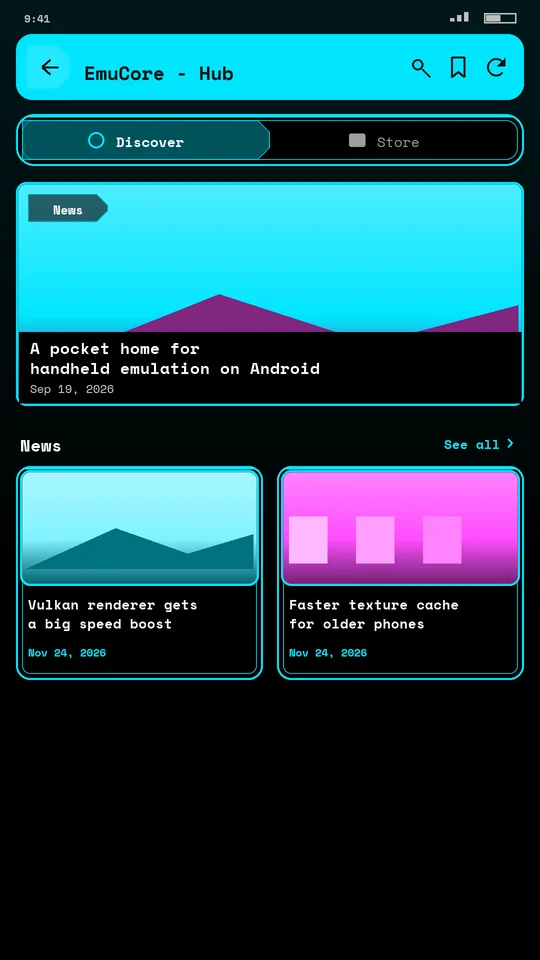 9:41
EmuCore - Hub
Discover
Store
News
A pocket home for
handheld emulation on Android
Sep 19, 2026
News
See all
Vulkan renderer gets
a big speed boost
Nov 24, 2026
Faster texture cache
for older phones
Nov 24, 2026